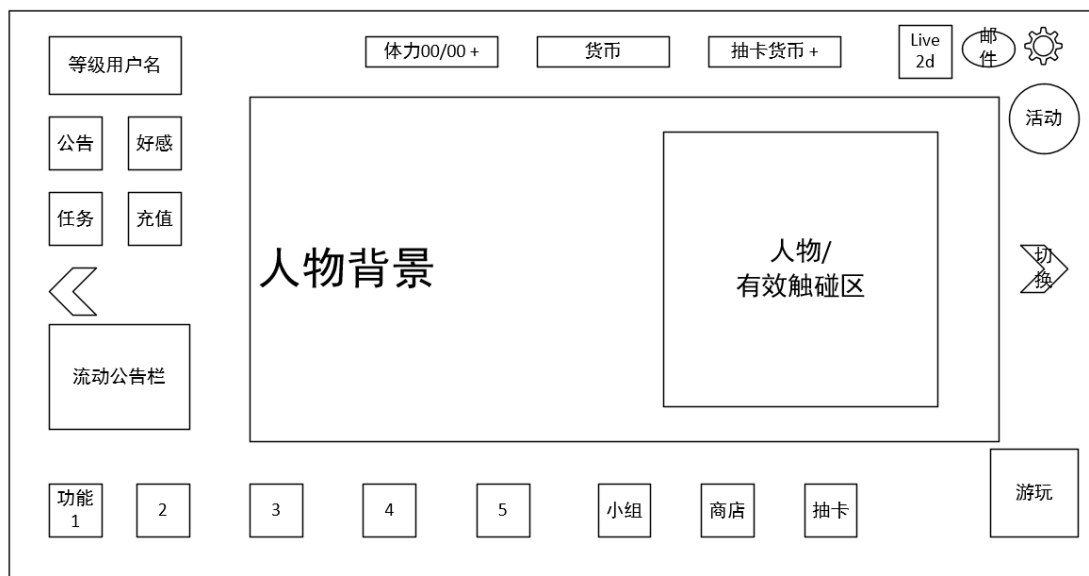 等级用户名
体力00/00 +
货币
抽卡货币 +
Live
2d
邮
件
公告
好感
活动
任务
充值
人物背景
人物/
有效触碰区
切
换
流动公告栏
功能
1
2
3
4
5
小组
商店
抽卡
游玩